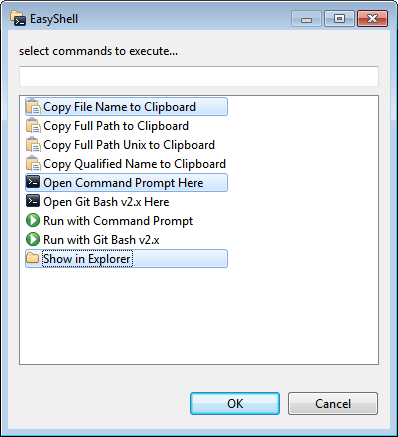 EasyShell
select commands to execute...
Copy File Name to Clipboard
Copy Full Path to Clipboard
Copy Full Path Unix to Clipboard
Copy Qualified Name to Clipboard
Open Command Prompt Here
Open Git Bash v2.x Here
Run with Command Prompt
Run with Git Bash v2.x
Show in Explorer
OK Cancel